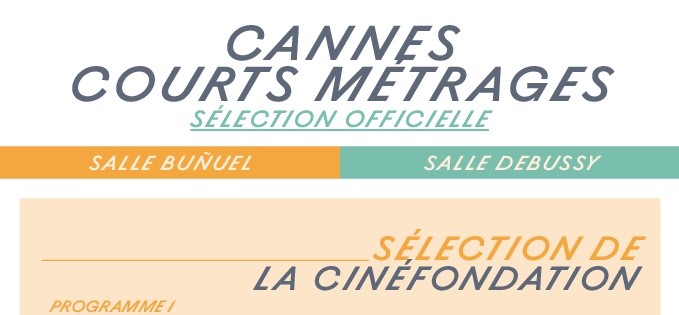 CANNES
COURTS MÉTRAGES
SÉLECTION OFFICIELLE
SALLE BUÑUEL
SALLE DEBUSSY
SÉLECTION DE
LA CINÉFONDATION
PROGRAMME I